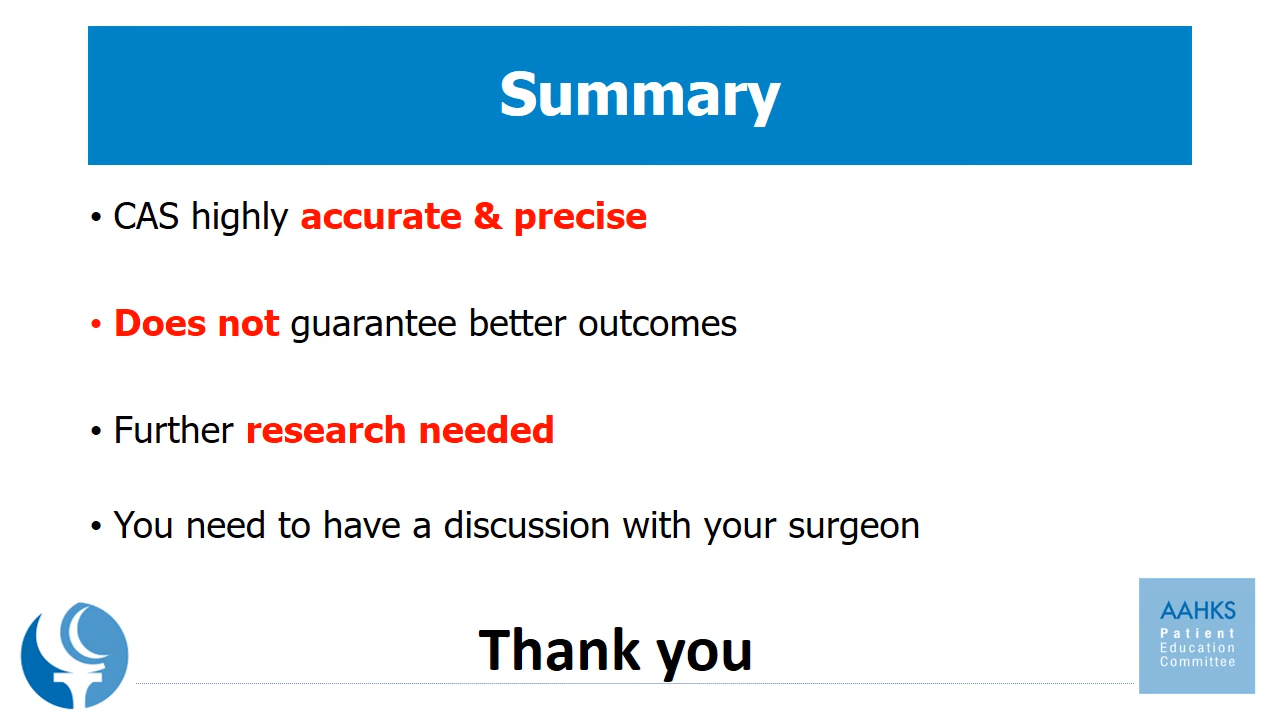 Summary
• CAS highly accurate & precise
• Does not guarantee better outcomes
• Further research needed
• You need to have a discussion with your surgeon
Thank you
AAHKS
Patient
Education
Committee